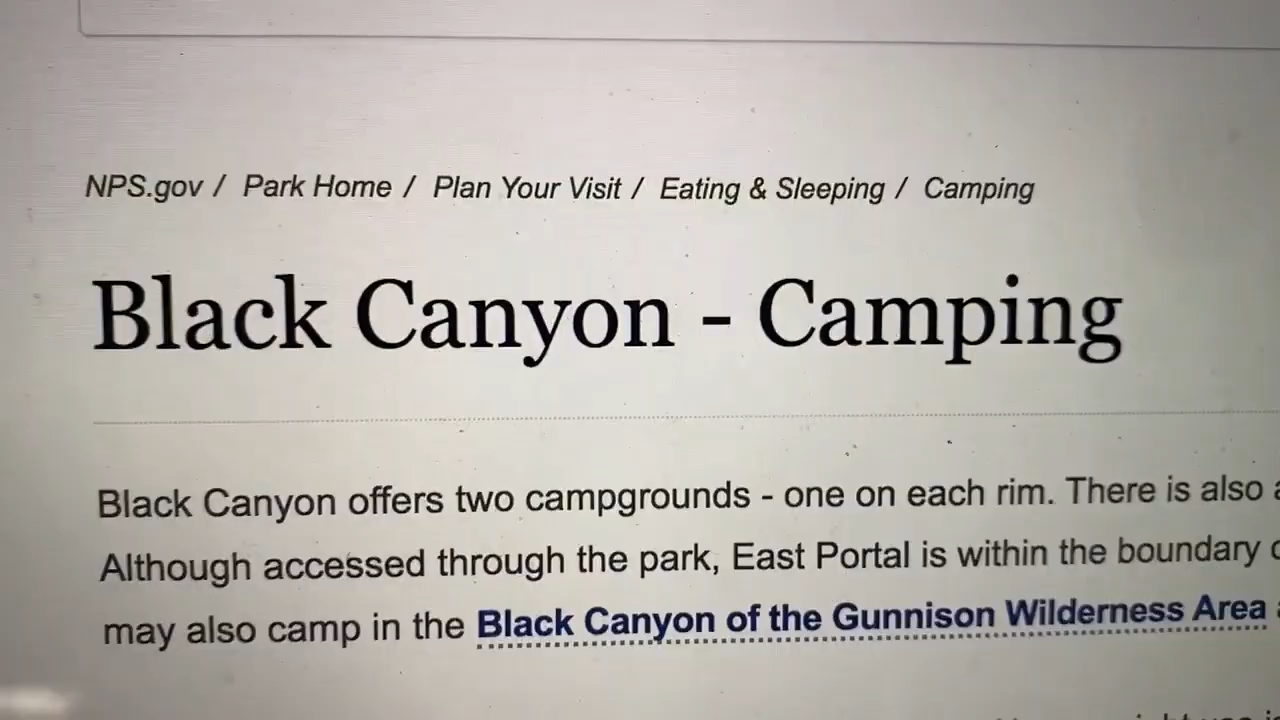 NPS.gov / Park Home / Plan Your Visit / Eating & Sleeping / Camping
Black Canyon - Camping
Black Canyon offers two campgrounds - one on each rim. There is also
Although accessed through the park, East Portal is within the boundary
may also camp in the Black Canyon of the Gunnison Wilderness Area